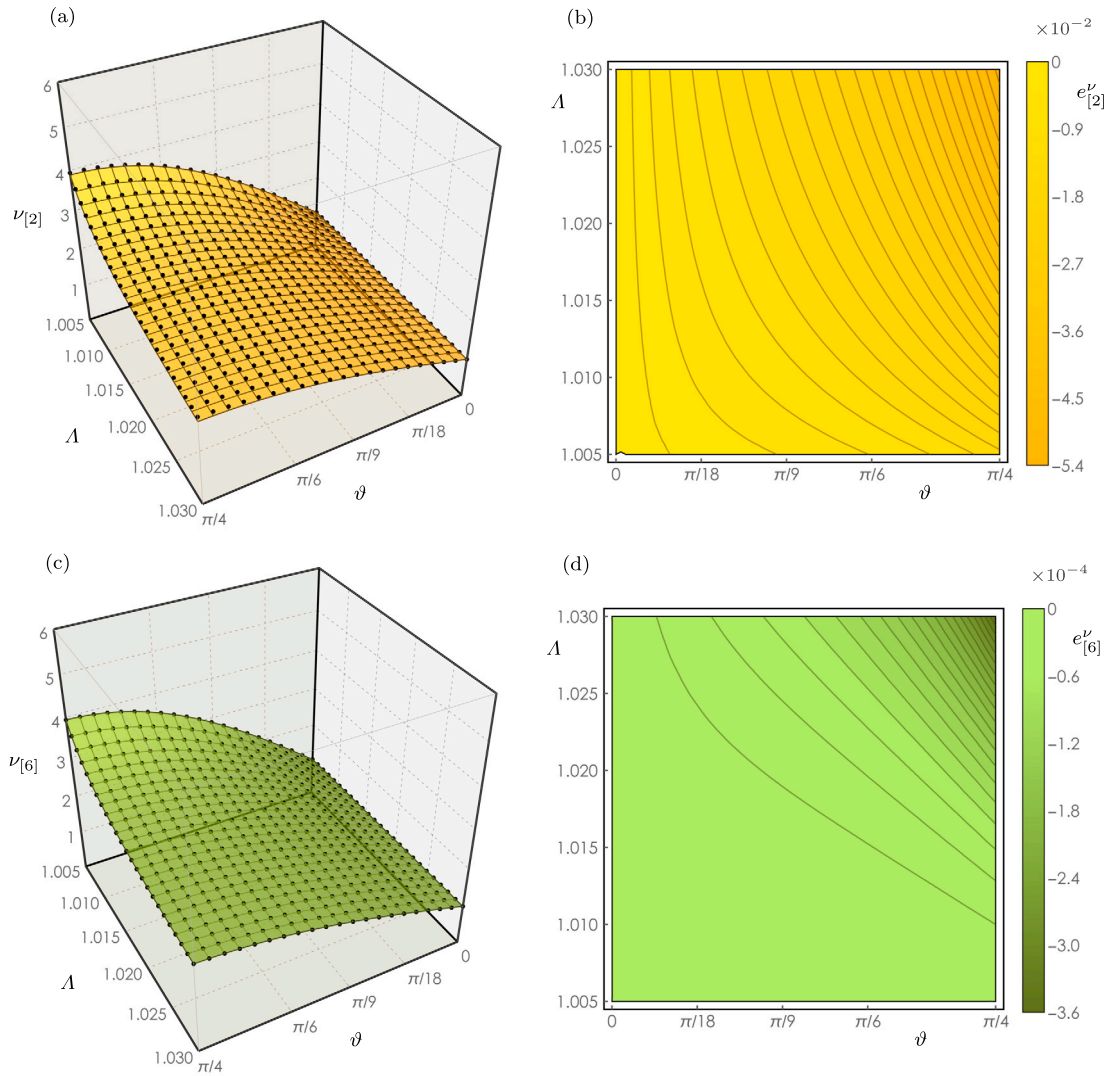 (a)
6
5
4
3
2
1
ν[2]
1.005
1.010
1.015
1.020
1.025
1.030
Λ
π/4
π/6
π/9
π/18
0
ϑ
(b)
×10⁻²
1.030
1.025
1.020
1.015
1.010
1.005
Λ
0
π/18
π/9
π/6
π/4
ϑ
0
−0.9
−1.8
−2.7
−3.6
−4.5
−5.4
e^ν_[2]
(c)
6
5
4
3
2
1
ν[6]
1.005
1.010
1.015
1.020
1.025
1.030
Λ
π/4
π/6
π/9
π/18
0
ϑ
(d)
×10⁻⁴
1.030
1.025
1.020
1.015
1.010
1.005
Λ
0
π/18
π/9
π/6
π/4
ϑ
0
−0.6
−1.2
−1.8
−2.4
−3.0
−3.6
e^ν_[6]